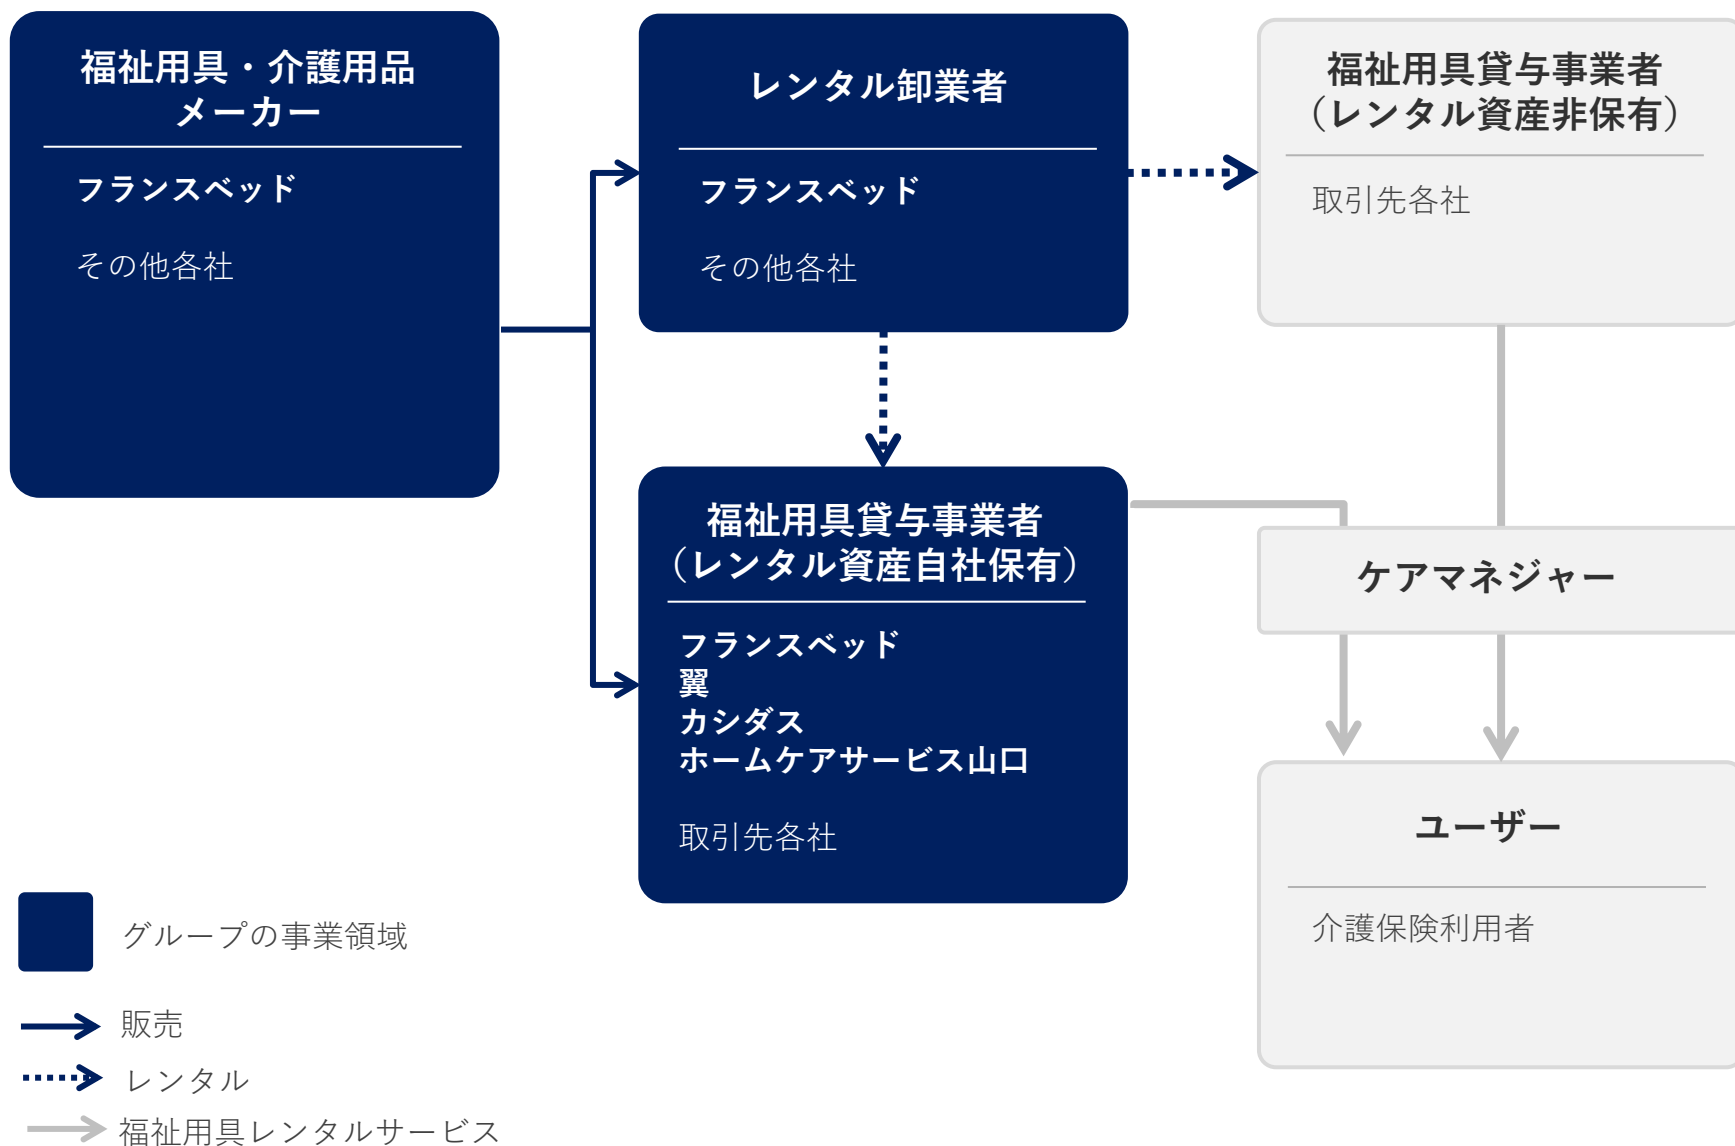 福祉用具・介護用品
メーカー
フランスベッド
その他各社
レンタル卸業者
フランスベッド
その他各社
福祉用具貸与事業者
（レンタル資産非保有）
取引先各社
福祉用具貸与事業者
（レンタル資産自社保有）
フランスベッド
翼
カシダス
ホームケアサービス山口
取引先各社
ケアマネジャー
ユーザー
介護保険利用者
グループの事業領域
販売
レンタル
福祉用具レンタルサービス